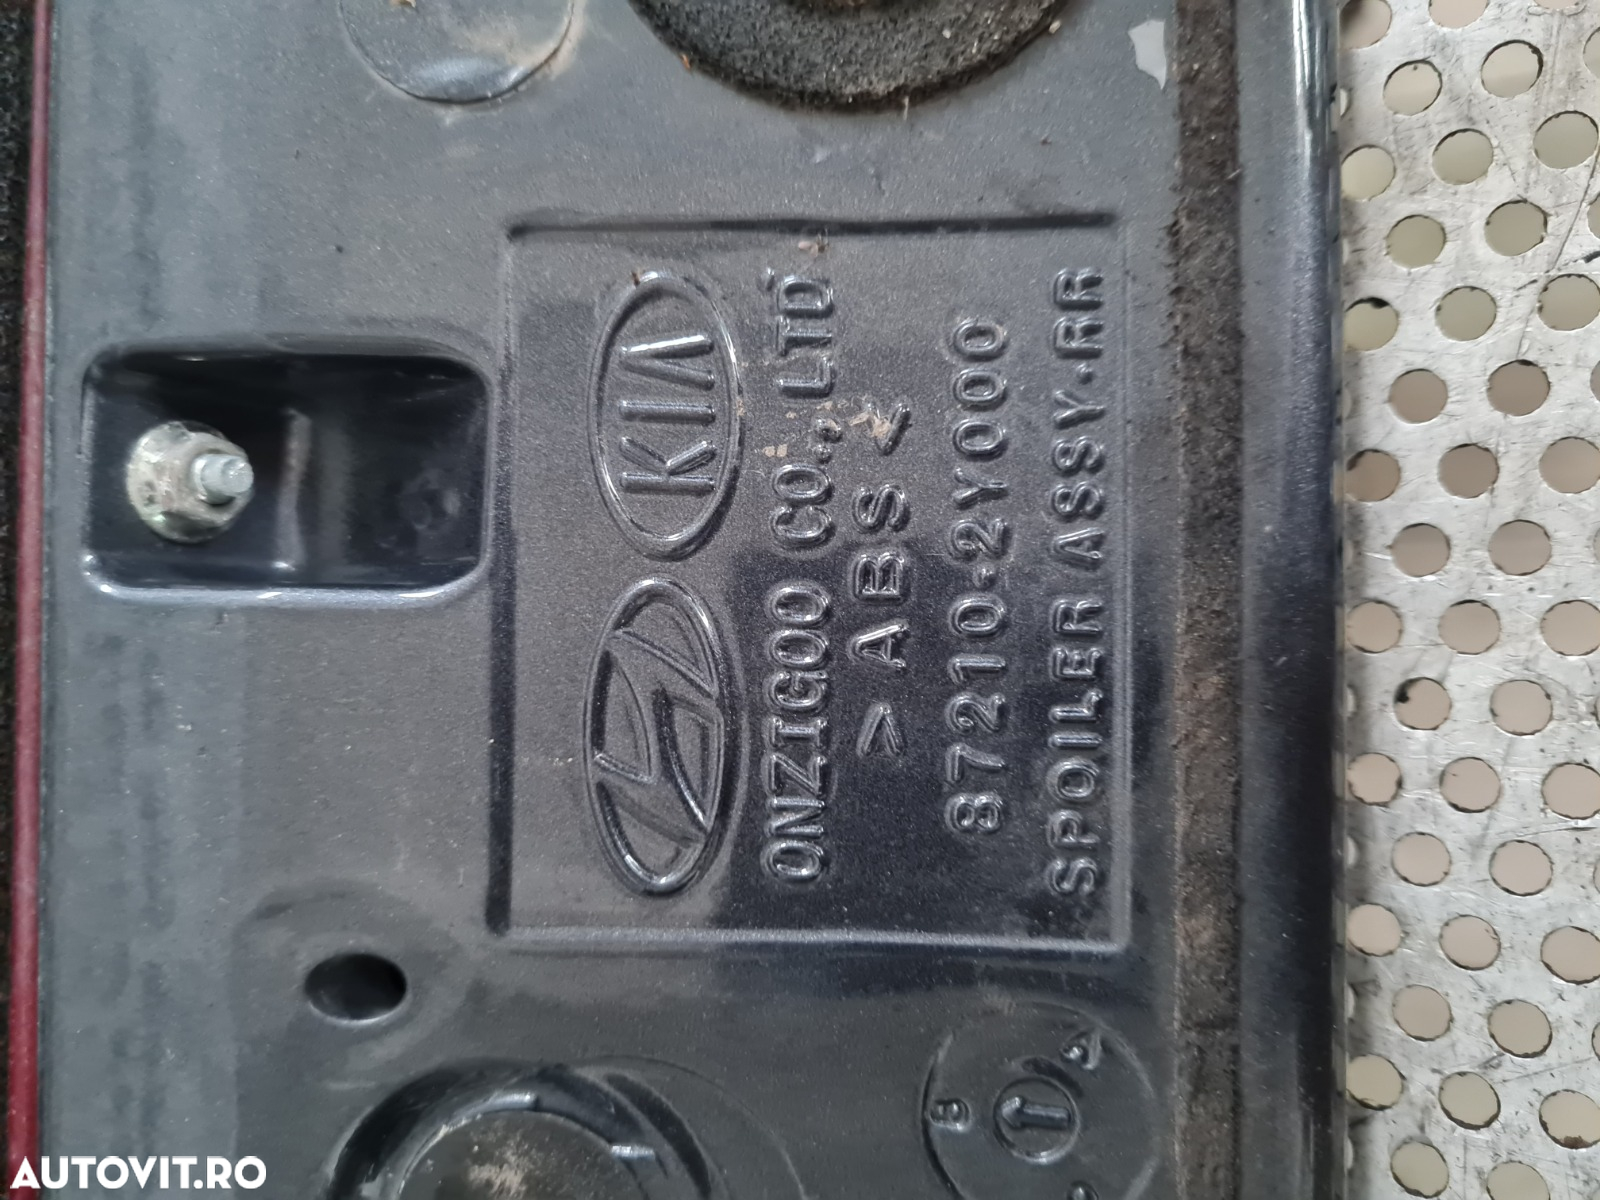 KIA
ONZIGOO CO., LTD
> ABS <
87210-2Y000
SPOILER ASSY-RR
B
A
AUTOVIT.RO